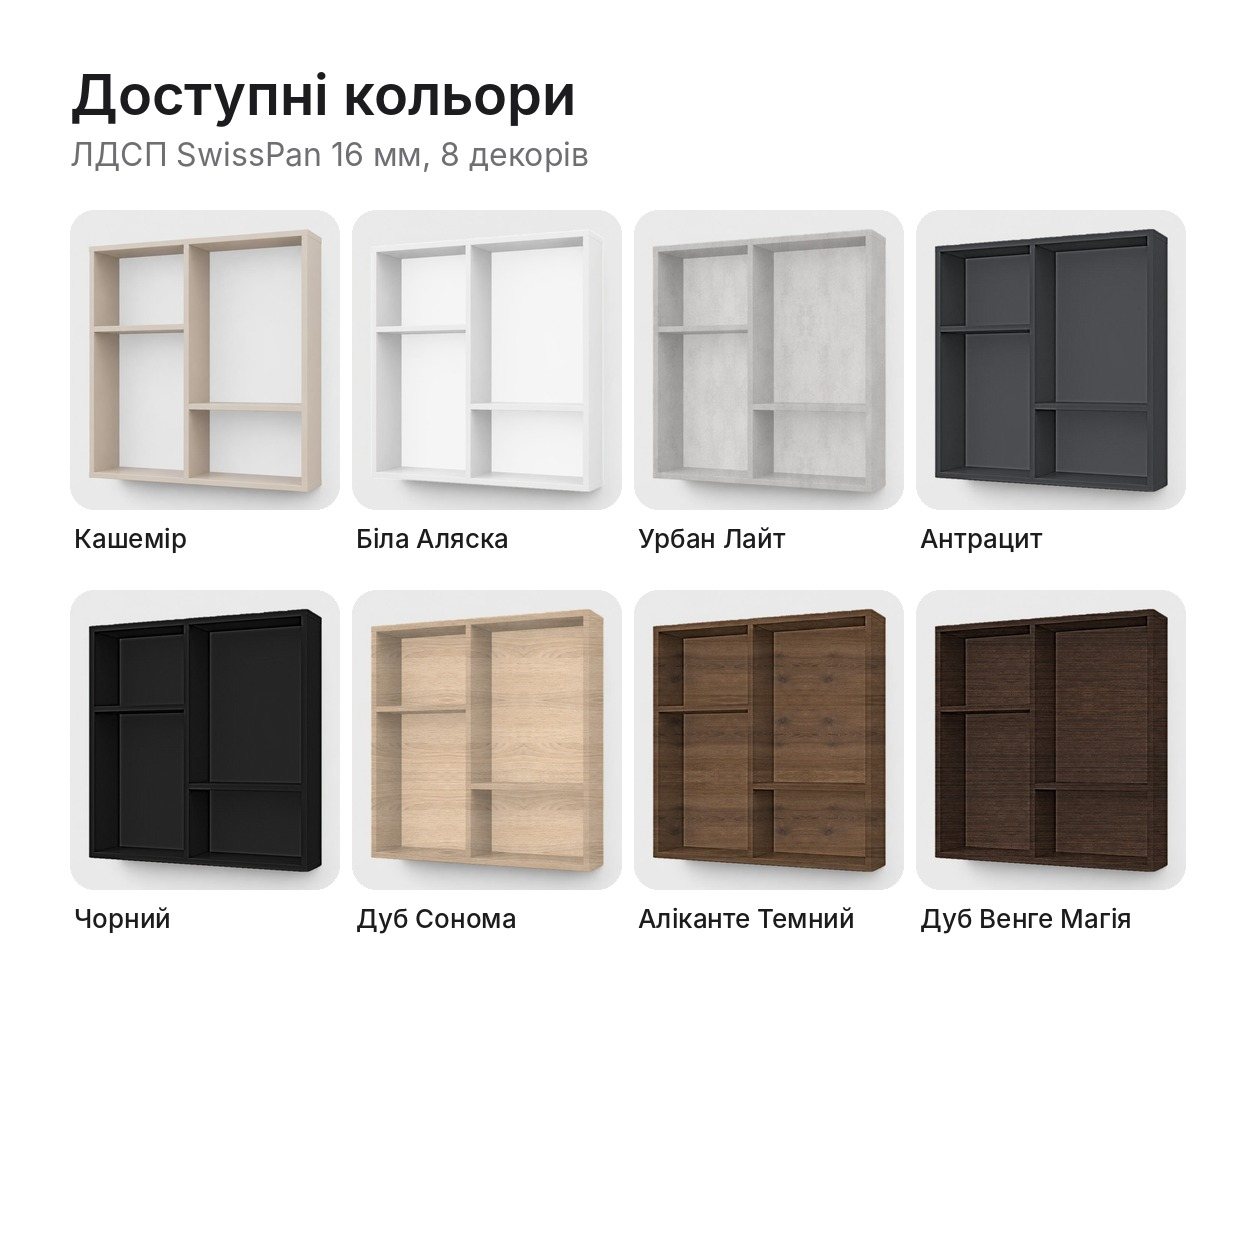 Доступні кольори
ЛДСП SwissPan 16 мм, 8 декорів
Кашемір
Біла Аляска
Урбан Лайт
Антрацит
Чорний
Дуб Сонома
Аліканте Темний
Дуб Венге Магія